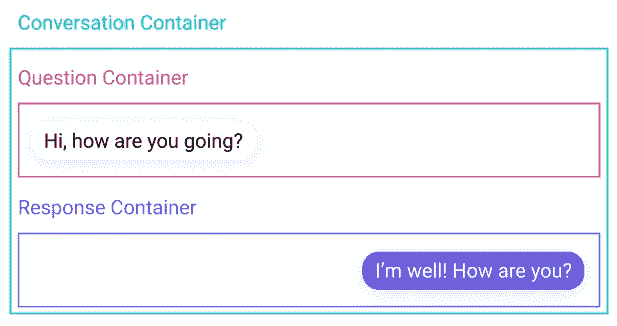 Conversation Container
Question Container
Hi, how are you going?
Response Container
I'm well! How are you?